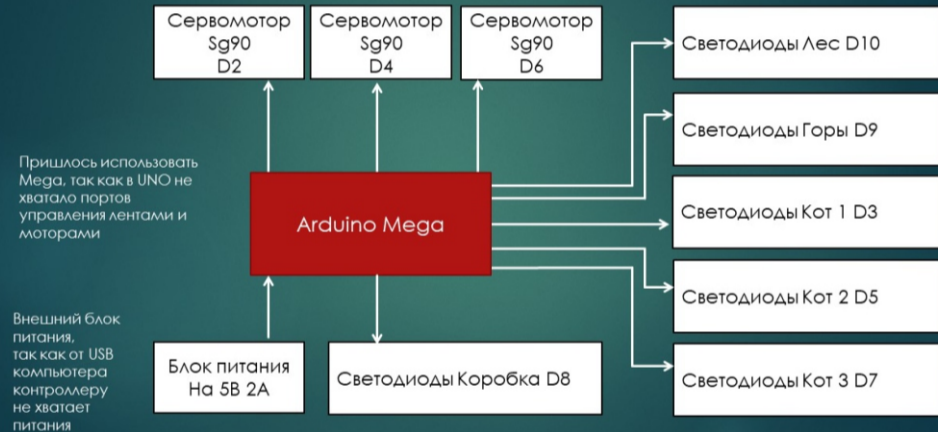 Сервомотор
Sg90
D2
Сервомотор
Sg90
D4
Сервомотор
Sg90
D6
Светодиоды Лес D10
Светодиоды Горы D9
Пришлось использовать
Mega, так как в UNO не
хватало портов
управления лентами и
моторами
Arduino Mega
Светодиоды Кот 1 D3
Светодиоды Кот 2 D5
Внешний блок
питания,
так как от USB
компьютера
контроллеру
не хватает
питания
Блок питания
На 5В 2А
Светодиоды Коробка D8
Светодиоды Кот 3 D7